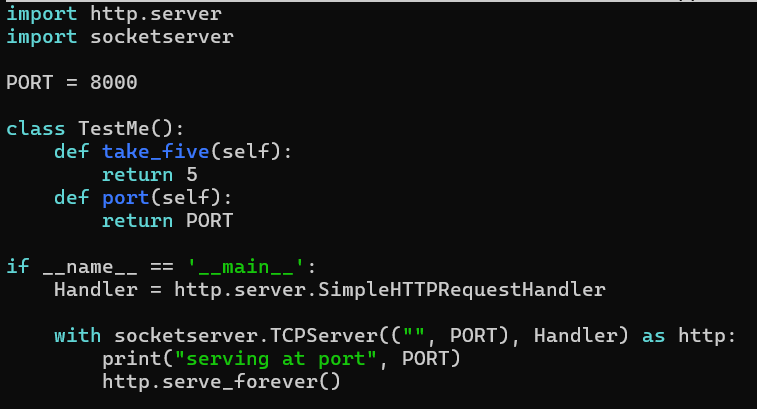 import http.server
import socketserver

PORT = 8000

class TestMe():
    def take_five(self):
        return 5
    def port(self):
        return PORT

if __name__ == '__main__':
    Handler = http.server.SimpleHTTPRequestHandler

    with socketserver.TCPServer(("", PORT), Handler) as http:
        print("serving at port", PORT)
        http.serve_forever()